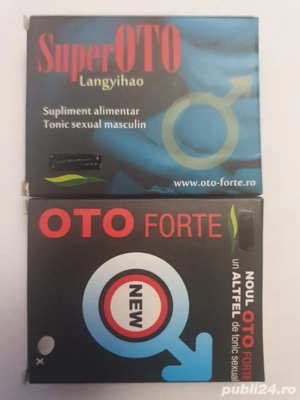 SuperOTO
Langyihao
Supliment alimentar
Tonic sexual masculin
www.oto-forte.ro
OTO FORTE
NEW
NOUL OTO FORTE
un ALTFEL de tonic sexual
X
publi24.ro